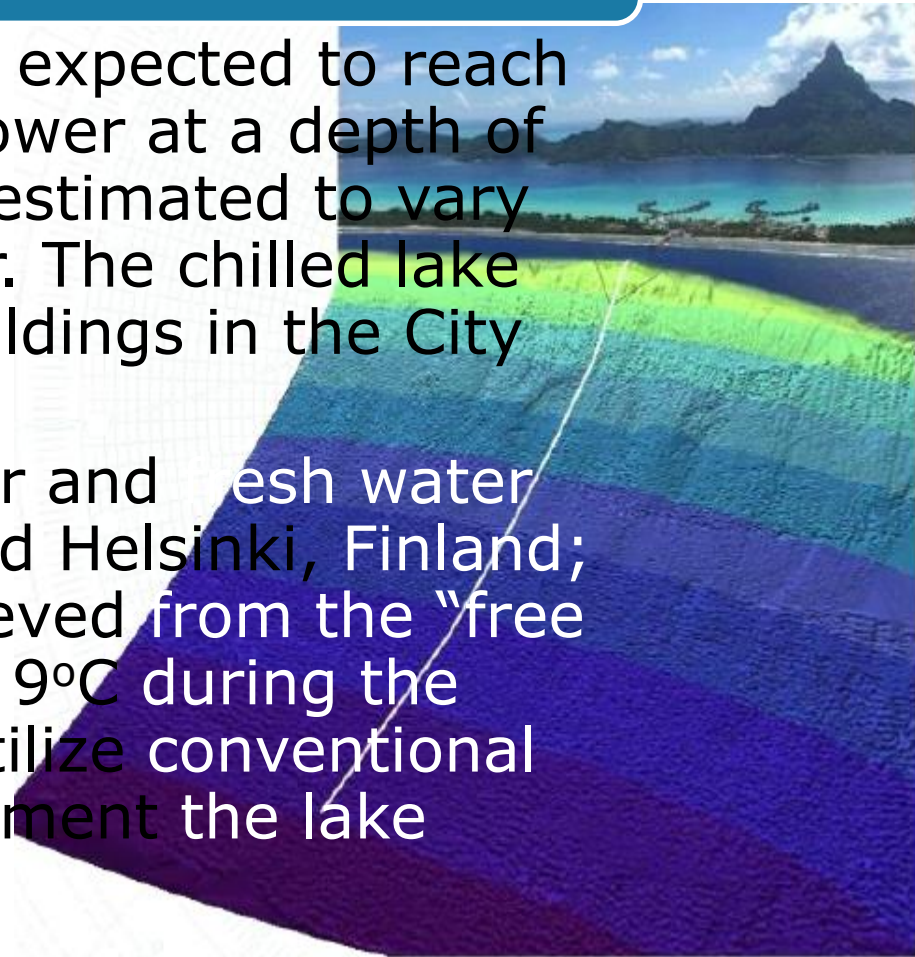 expected to reach
ower at a depth of
estimated to vary
r. The chilled lake
ldings in the City
r and resh water
d Helsinki, Finland;
eved from the “free
9ºC during the
tilize conventional
ment the lake